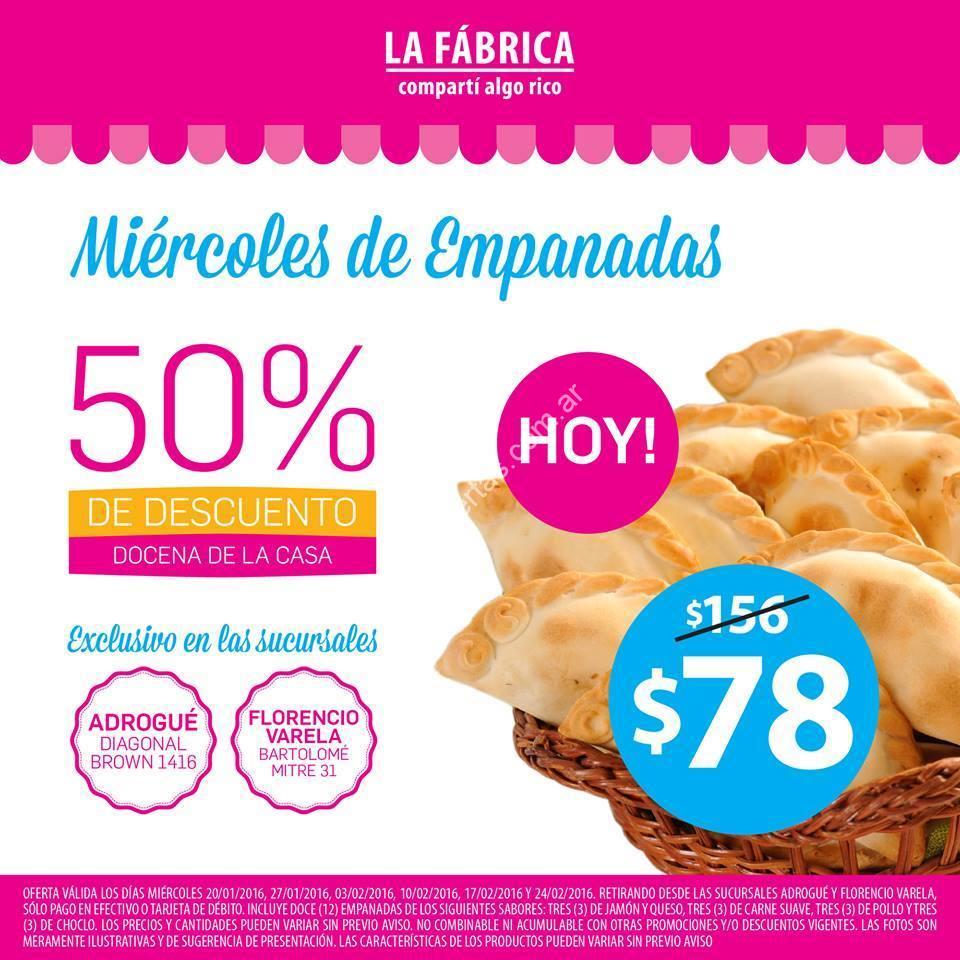 LA FÁBRICA
compartí algo rico
Miércoles de Empanadas
50%
DE DESCUENTO
DOCENA DE LA CASA
HOY!
$156
$78
Exclusivo en las sucursales
ADROGUÉ
DIAGONAL
BROWN 1416
FLORENCIO
VARELA
BARTOLOMÉ
MITRE 31
OFERTA VÁLIDA LOS DÍAS MIÉRCOLES 20/01/2016, 27/01/2016, 03/02/2016, 10/02/2016, 17/02/2016 Y 24/02/2016. RETIRANDO DESDE LAS SUCURSALES ADROGUÉ Y FLORENCIO VARELA,
SÓLO PAGO EN EFECTIVO O TARJETA DE DÉBITO. INCLUYE DOCE (12) EMPANADAS DE LOS SIGUIENTES SABORES: TRES (3) DE JAMÓN Y QUESO, TRES (3) DE CARNE SUAVE, TRES (3) DE POLLO Y TRES
(3) DE CHOCLO. LOS PRECIOS Y CANTIDADES PUEDEN VARIAR SIN PREVIO AVISO. NO COMBINABLE NI ACUMULABLE CON OTRAS PROMOCIONES Y/O DESCUENTOS VIGENTES. LAS FOTOS SON
MERAMENTE ILUSTRATIVAS Y DE SUGERENCIA DE PRESENTACIÓN. LAS CARACTERÍSTICAS DE LOS PRODUCTOS PUEDEN VARIAR SIN PREVIO AVISO